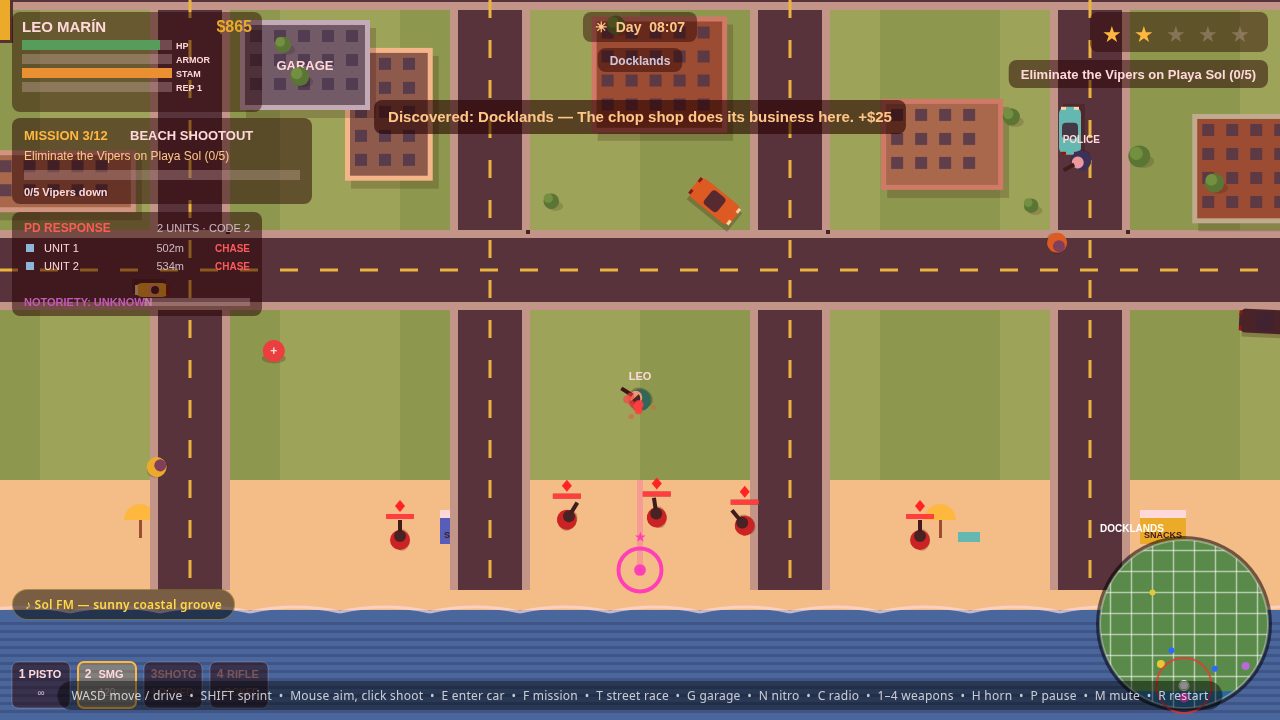 LEO MARÍN $865
HP
ARMOR
STAM
REP 1
GARAGE
☀ Day 08:07
Docklands
★ ★ ★ ★ ★
Eliminate the Vipers on Playa Sol (0/5)
Discovered: Docklands — The chop shop does its business here. +$25
MISSION 3/12 BEACH SHOOTOUT
Eliminate the Vipers on Playa Sol (0/5)
0/5 Vipers down
POLICE
PD RESPONSE 2 UNITS · CODE 2
UNIT 1 502m CHASE
UNIT 2 534m CHASE
NOTORIETY: UNKNOWN
LEO
DOCKLANDS
SNACKS
S
♪ Sol FM — sunny coastal groove
1 PISTO 2 SMG 3SHOTG 4 RIFLE
∞
WASD move / drive • SHIFT sprint • Mouse aim, click shoot • E enter car • F mission • T street race • G garage • N nitro • C radio • 1–4 weapons • H horn • P pause • M mute • R restart